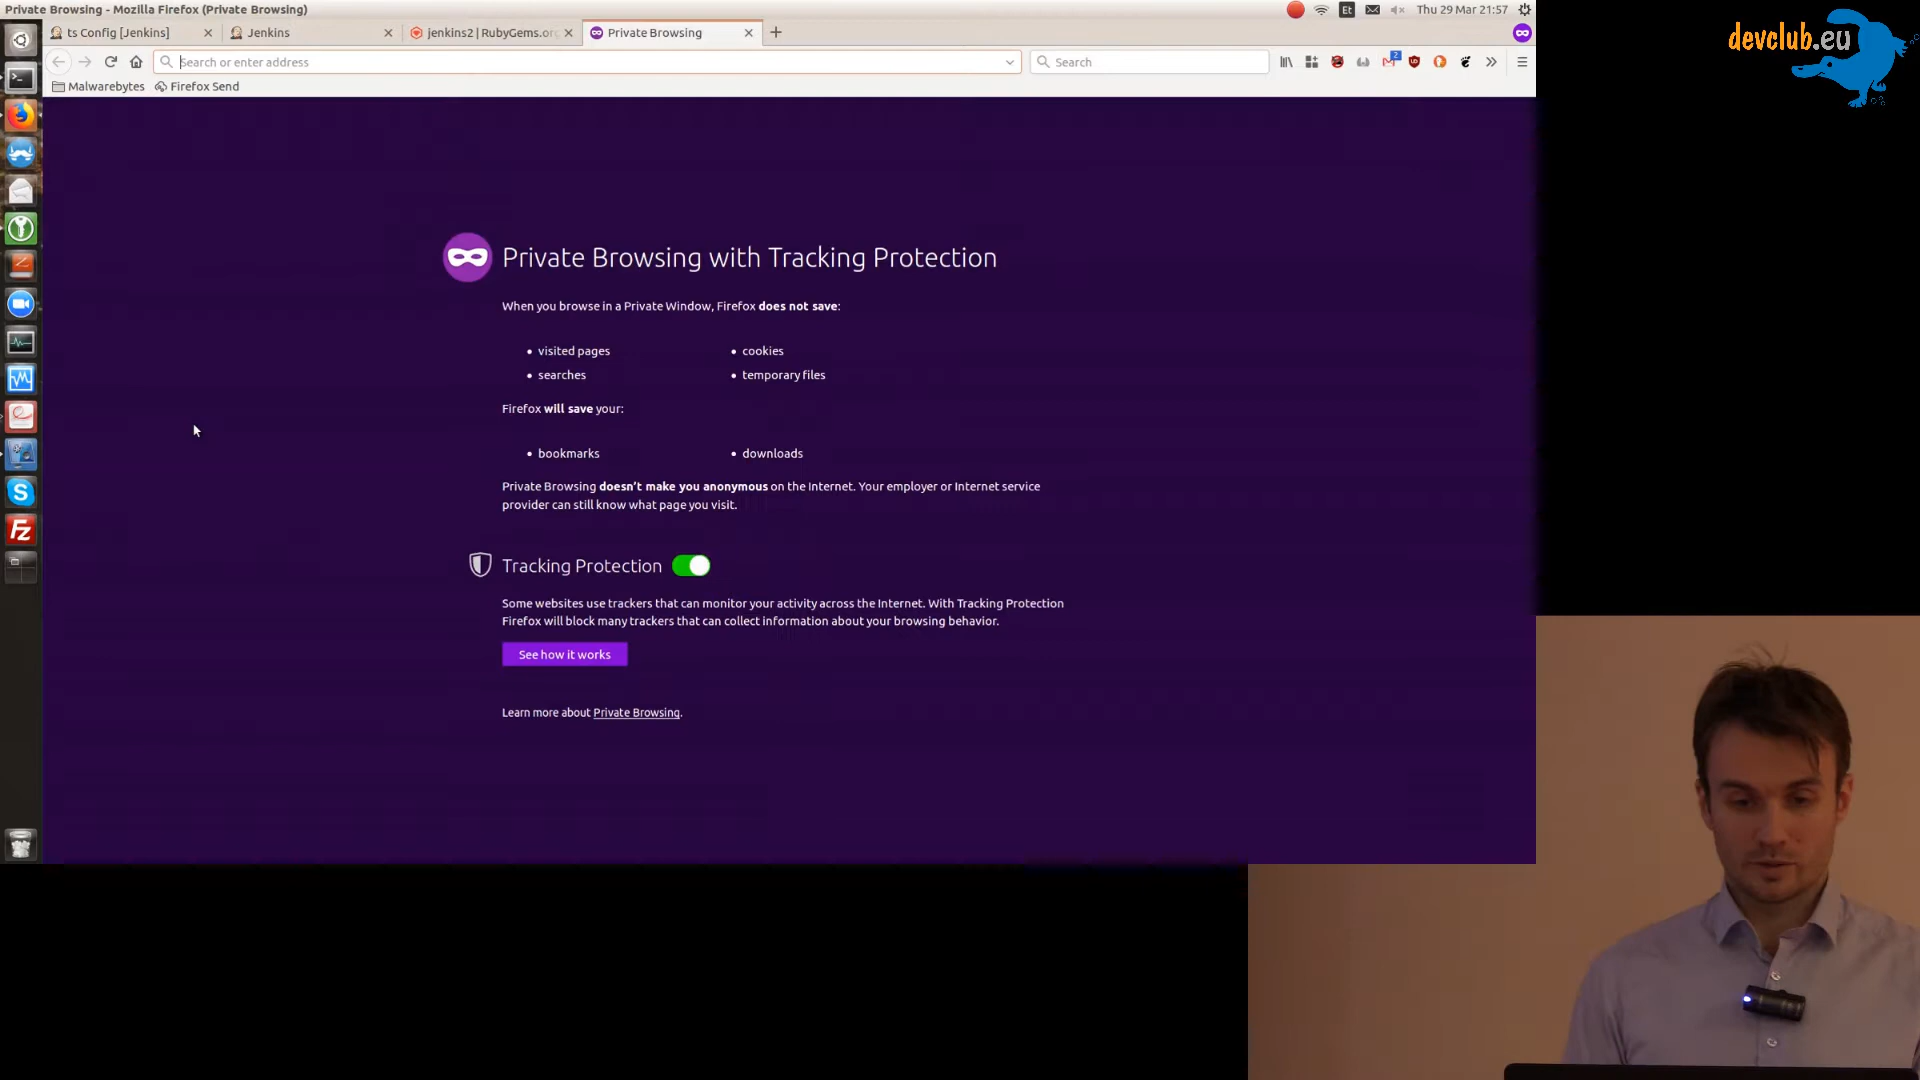 Private Browsing - Mozilla Firefox (Private Browsing)
Et
2
Thu 29 Mar 21:57
devclub.eu
ts Config [Jenkins]
Jenkins
jenkins2 | RubyGems.org
Private Browsing
Search or enter address
Search
Malwarebytes
Firefox Send
Private Browsing with Tracking Protection
When you browse in a Private Window, Firefox does not save:
• visited pages
• cookies
• searches
• temporary files
Firefox will save your:
• bookmarks
• downloads
Private Browsing doesn’t make you anonymous on the Internet. Your employer or Internet service
provider can still know what page you visit.
Tracking Protection
Some websites use trackers that can monitor your activity across the Internet. With Tracking Protection
Firefox will block many trackers that can collect information about your browsing behavior.
See how it works
Learn more about Private Browsing.
S
FZ